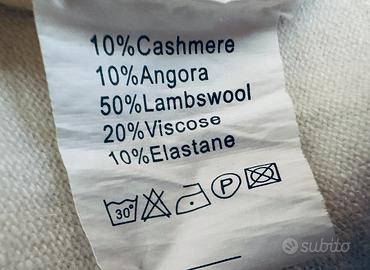 10%Cashmere
10%Angora
50%Lambswool
20%Viscose
10%Elastane
30°
P
subito